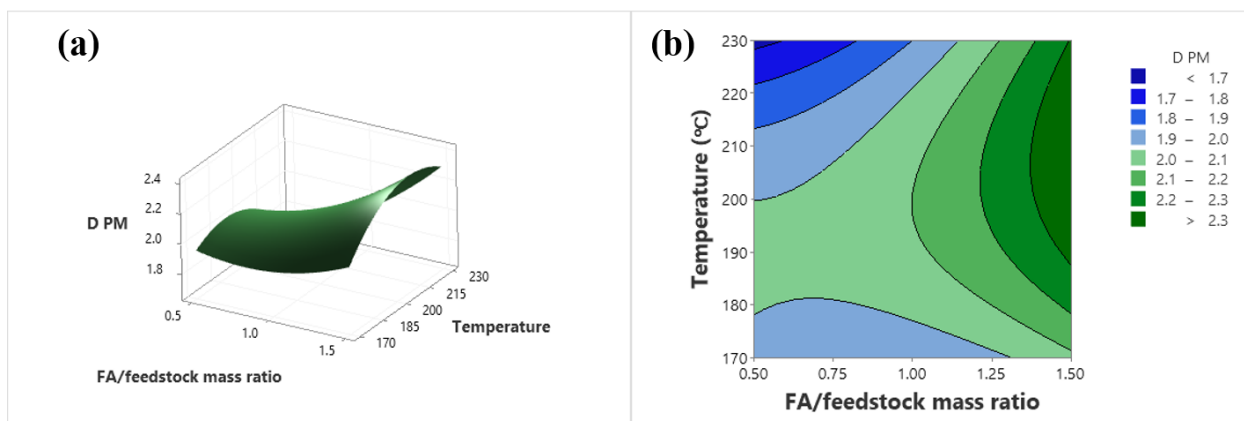 (a)
2.4
2.2
D PM
2.0
1.8
0.5
1.0
1.5
FA/feedstock mass ratio
170
185
200
215
230
Temperature
(b)
230
220
210
200
190
180
170
Temperature (℃)
0.50 0.75 1.00 1.25 1.50
FA/feedstock mass ratio
D PM
< 1.7
1.7 – 1.8
1.8 – 1.9
1.9 – 2.0
2.0 – 2.1
2.1 – 2.2
2.2 – 2.3
> 2.3